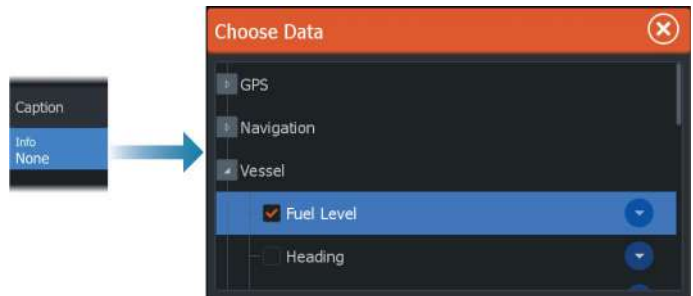 Choose Data
GPS
Caption
Info
None
Navigation
Vessel
Fuel Level
Heading